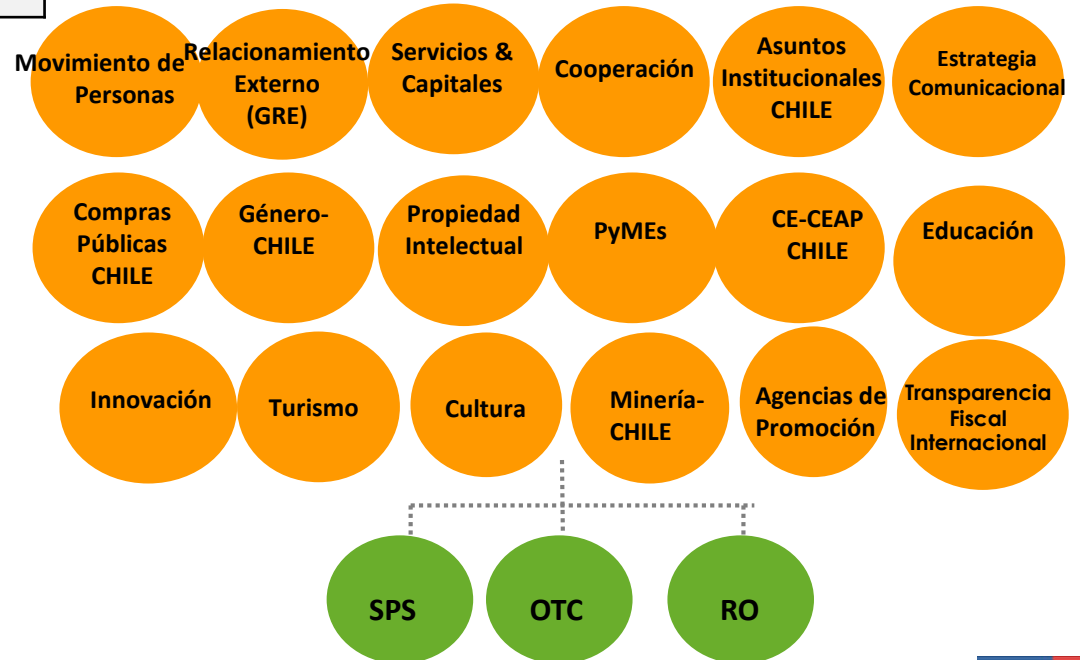 Movimiento de
Personas
Relacionamiento
Externo
(GRE)
Servicios &
Capitales
Cooperación
Asuntos
Institucionales
CHILE
Estrategia
Comunicacional
Compras
Públicas
CHILE
Género-
CHILE
Propiedad
Intelectual
PyMEs
CE-CEAP
CHILE
Educación
Innovación
Turismo
Cultura
Minería-
CHILE
Agencias de
Promoción
Transparencia
Fiscal
Internacional
SPS
OTC
RO